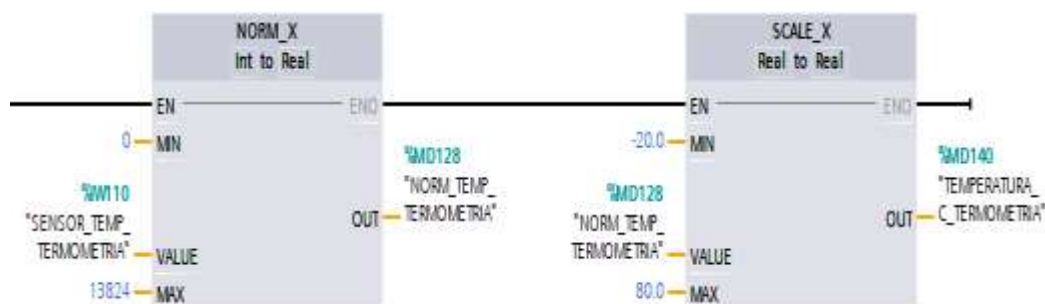 NORM_X
Int to Real
EN
ENO
0
MIN
%MD128
"NORM_TEMP_
TERMOMETRIA"
%IW110
"SENSOR_TEMP_
TERMOMETRIA"
OUT
VALUE
13824
MAX
SCALE_X
Real to Real
EN
ENO
-20.0
MIN
%MD140
"TEMPERATURA_
C_TERMOMETRIA"
%MD128
"NORM_TEMP_
TERMOMETRIA"
OUT
VALUE
80.0
MAX